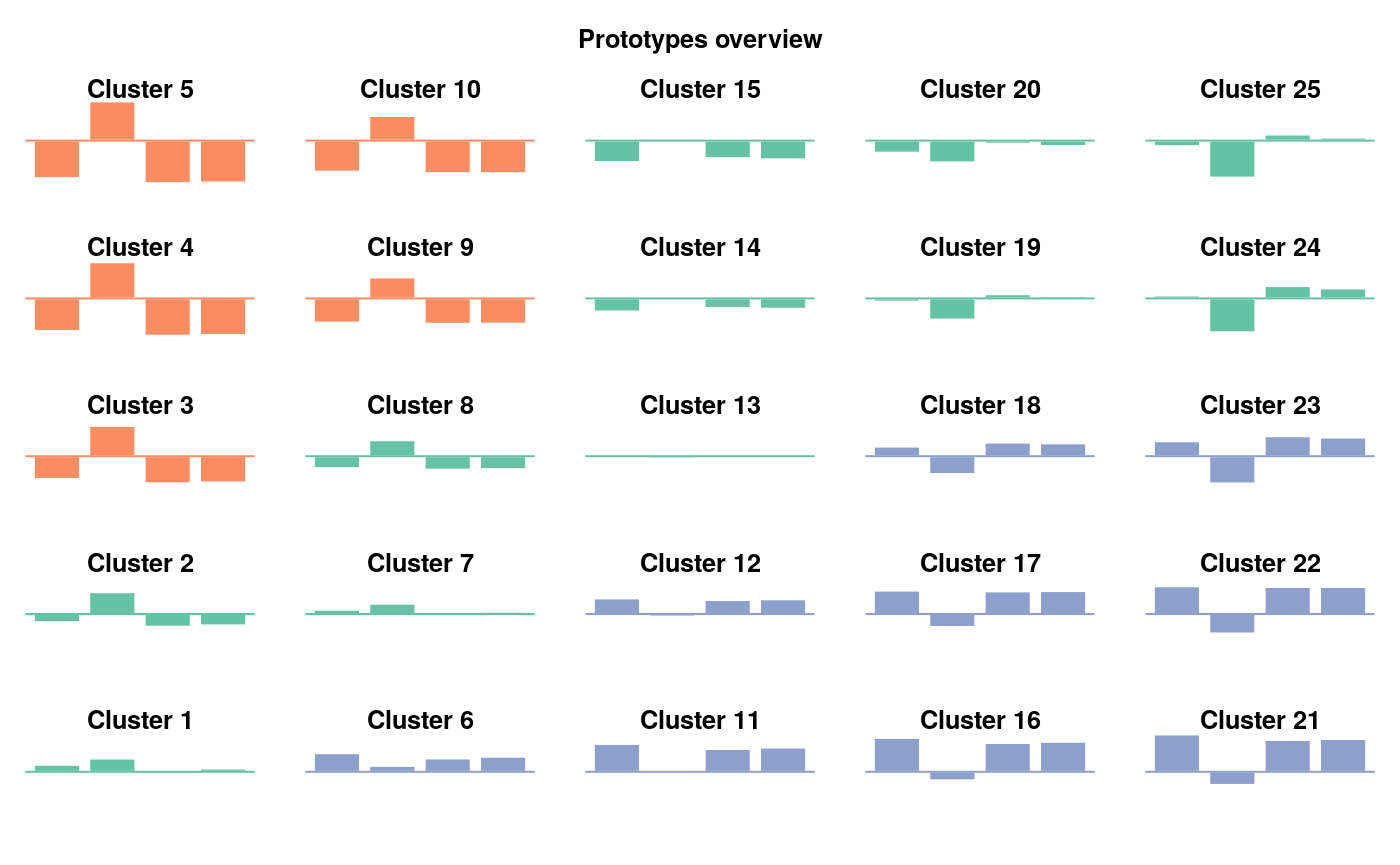 Prototypes overview
Cluster 5
Cluster 10
Cluster 15
Cluster 20
Cluster 25
Cluster 4
Cluster 9
Cluster 14
Cluster 19
Cluster 24
Cluster 3
Cluster 8
Cluster 13
Cluster 18
Cluster 23
Cluster 2
Cluster 7
Cluster 12
Cluster 17
Cluster 22
Cluster 1
Cluster 6
Cluster 11
Cluster 16
Cluster 21